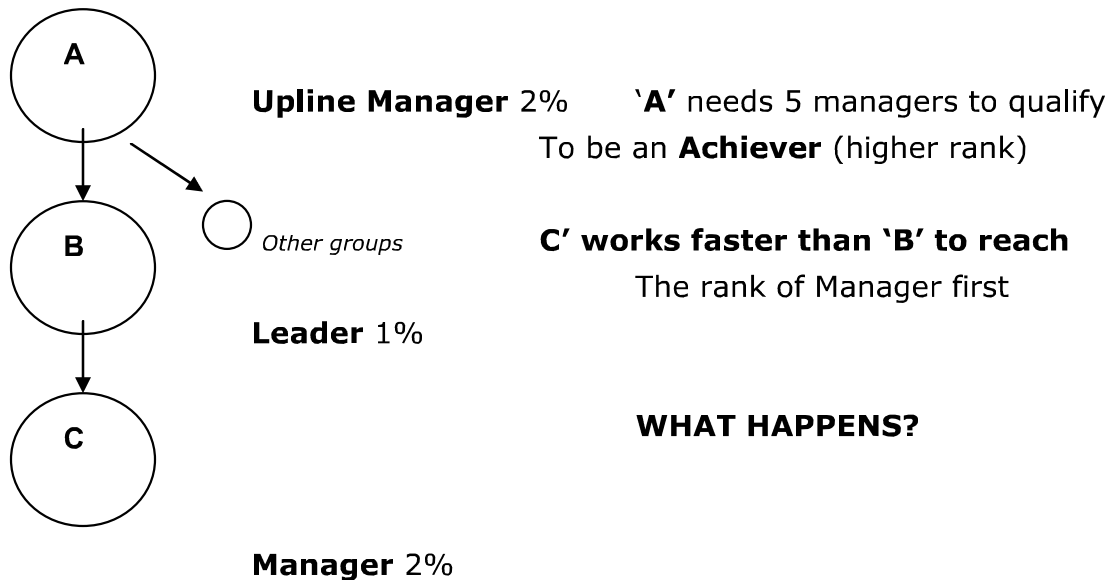 A
Upline Manager 2% ‘A’ needs 5 managers to qualify
To be an Achiever (higher rank)
B
Other groups
C’ works faster than ‘B’ to reach
The rank of Manager first
Leader 1%
C
WHAT HAPPENS?
Manager 2%